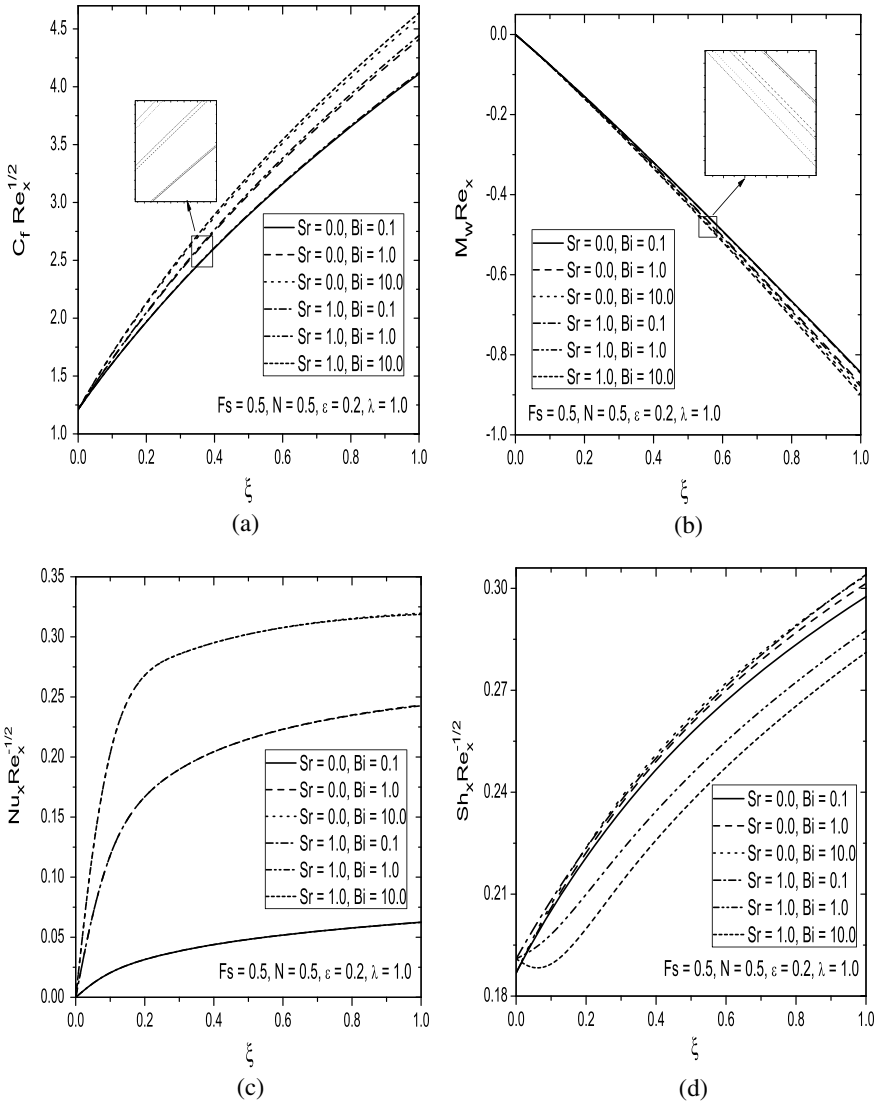 4.5
4.0
3.5
3.0
2.5
2.0
1.5
1.0
0.0 0.2 0.4 0.6 0.8 1.0
C_f Re_x^{1/2}
ξ
Sr = 0.0, Bi = 0.1
Sr = 0.0, Bi = 1.0
Sr = 0.0, Bi = 10.0
Sr = 1.0, Bi = 0.1
Sr = 1.0, Bi = 1.0
Sr = 1.0, Bi = 10.0
Fs = 0.5, N = 0.5, ε = 0.2, λ = 1.0
(a)
0.0
-0.2
-0.4
-0.6
-0.8
-1.0
0.0 0.2 0.4 0.6 0.8 1.0
M_w Re_x
ξ
Sr = 0.0, Bi = 0.1
Sr = 0.0, Bi = 1.0
Sr = 0.0, Bi = 10.0
Sr = 1.0, Bi = 0.1
Sr = 1.0, Bi = 1.0
Sr = 1.0, Bi = 10.0
Fs = 0.5, N = 0.5, ε = 0.2, λ = 1.0
(b)
0.35
0.30
0.25
0.20
0.15
0.10
0.05
0.00
0.0 0.2 0.4 0.6 0.8 1.0
Nu_x Re_x^{-1/2}
ξ
Sr = 0.0, Bi = 0.1
Sr = 0.0, Bi = 1.0
Sr = 0.0, Bi = 10.0
Sr = 1.0, Bi = 0.1
Sr = 1.0, Bi = 1.0
Sr = 1.0, Bi = 10.0
Fs = 0.5, N = 0.5, ε = 0.2, λ = 1.0
(c)
0.30
0.27
0.24
0.21
0.18
0.0 0.2 0.4 0.6 0.8 1.0
Sh_x Re_x^{-1/2}
ξ
Sr = 0.0, Bi = 0.1
Sr = 0.0, Bi = 1.0
Sr = 0.0, Bi = 10.0
Sr = 1.0, Bi = 0.1
Sr = 1.0, Bi = 1.0
Sr = 1.0, Bi = 10.0
Fs = 0.5, N = 0.5, ε = 0.2, λ = 1.0
(d)